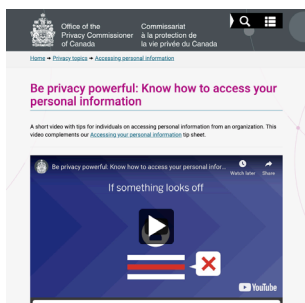 Office of the
Privacy Commissioner
of Canada
Commissariat
à la protection de
la vie privée du Canada
Home ➔ Privacy topics ➔ Accessing personal information
Be privacy powerful: Know how to access your
personal information
A short video with tips for individuals on accessing personal information from an organization. This
video complements our Accessing your personal information tip sheet.
Be privacy powerful: Know how to access your personal infor...
Watch later
Share
If something looks off
YouTube